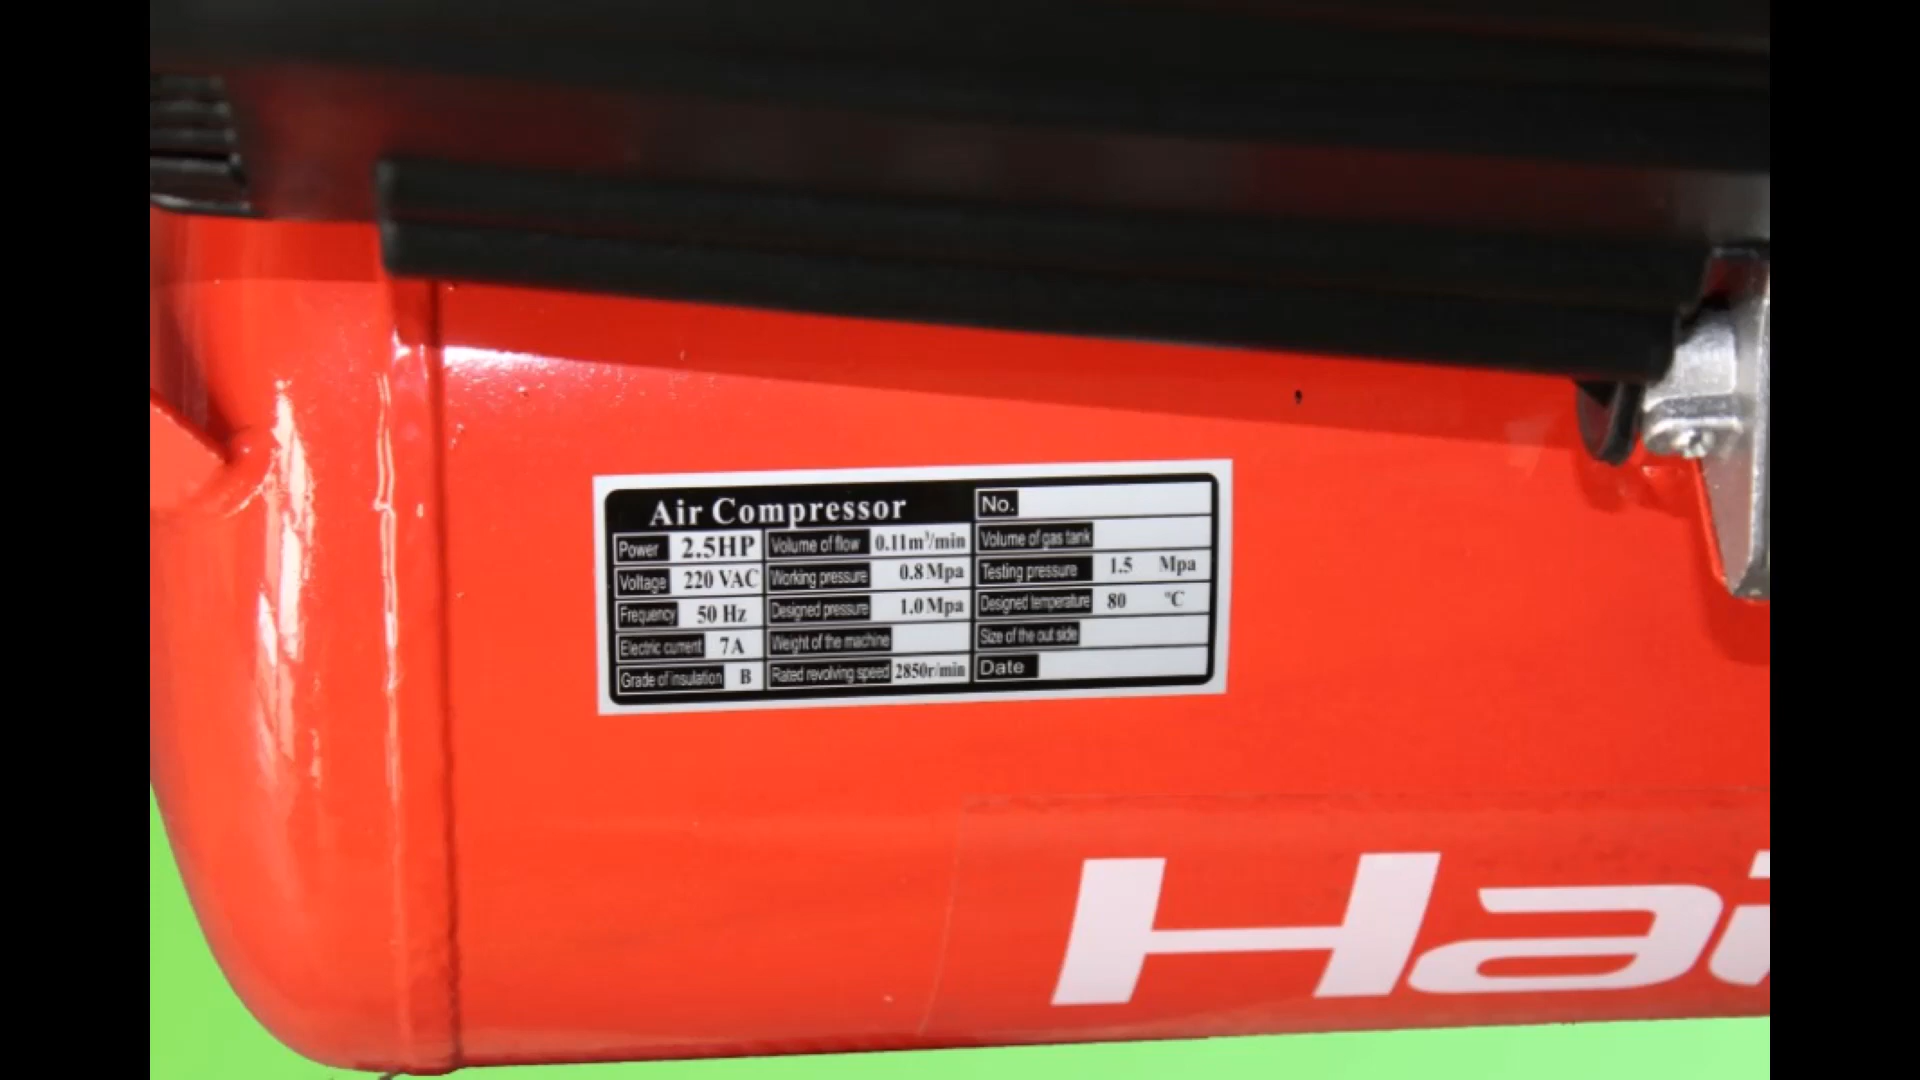 Air Compressor No.
Power 2.5HP Volume of flow 0.11m³/min Volume of gas tank
Voltage 220 VAC Working pressure 0.8 Mpa Testing pressure 1.5 Mpa
Frequency 50 Hz Designed pressure 1.0 Mpa Designed temperature 80 °C
Electric current 7A Weight of the machine Size of the out side
Grade of insulation B Rated revolving speed 2850r/min Date
Hai